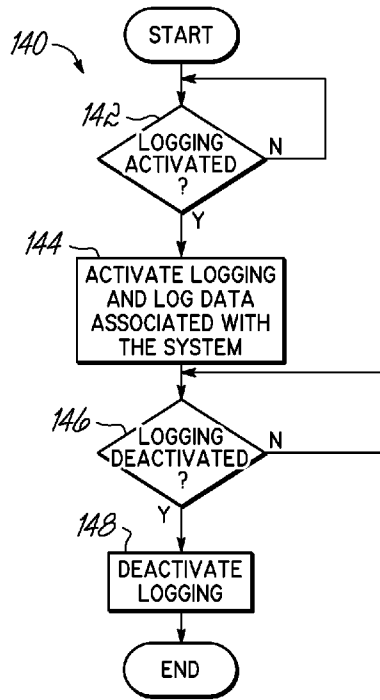 START
140
142
LOGGING
ACTIVATED
?
N
Y
144
ACTIVATE LOGGING
AND LOG DATA
ASSOCIATED WITH
THE SYSTEM
146
LOGGING
DEACTIVATED
?
N
Y
148
DEACTIVATE
LOGGING
END